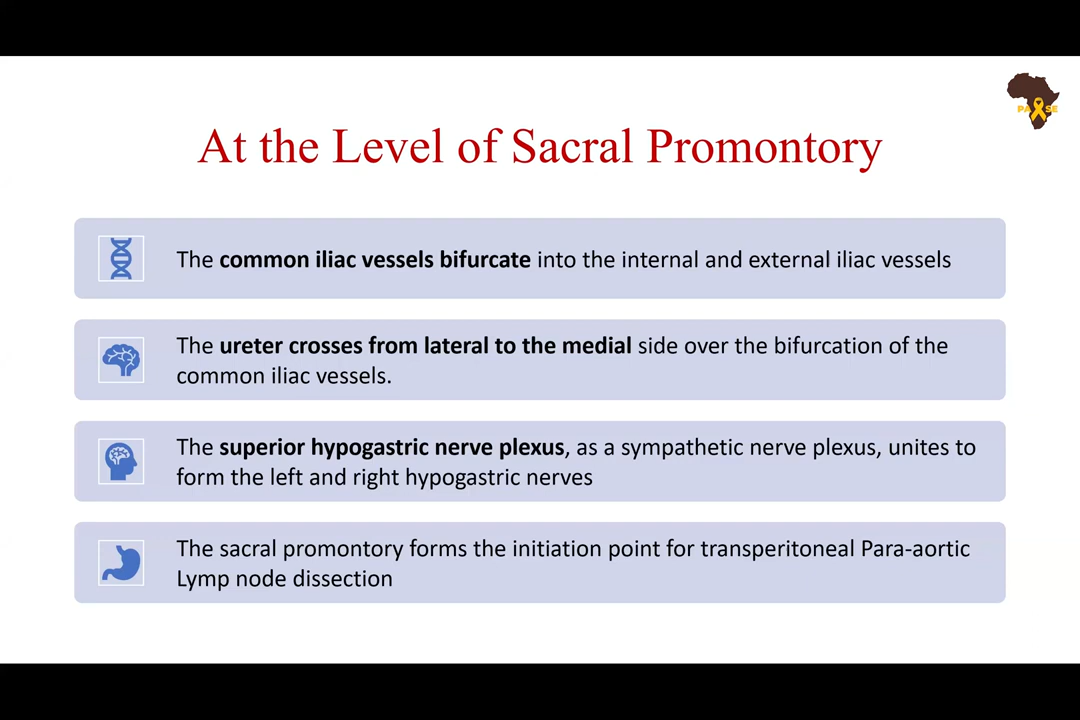 PAUSE
At the Level of Sacral Promontory
The common iliac vessels bifurcate into the internal and external iliac vessels
The ureter crosses from lateral to the medial side over the bifurcation of the
common iliac vessels.
The superior hypogastric nerve plexus, as a sympathetic nerve plexus, unites to
form the left and right hypogastric nerves
The sacral promontory forms the initiation point for transperitoneal Para-aortic
Lymp node dissection